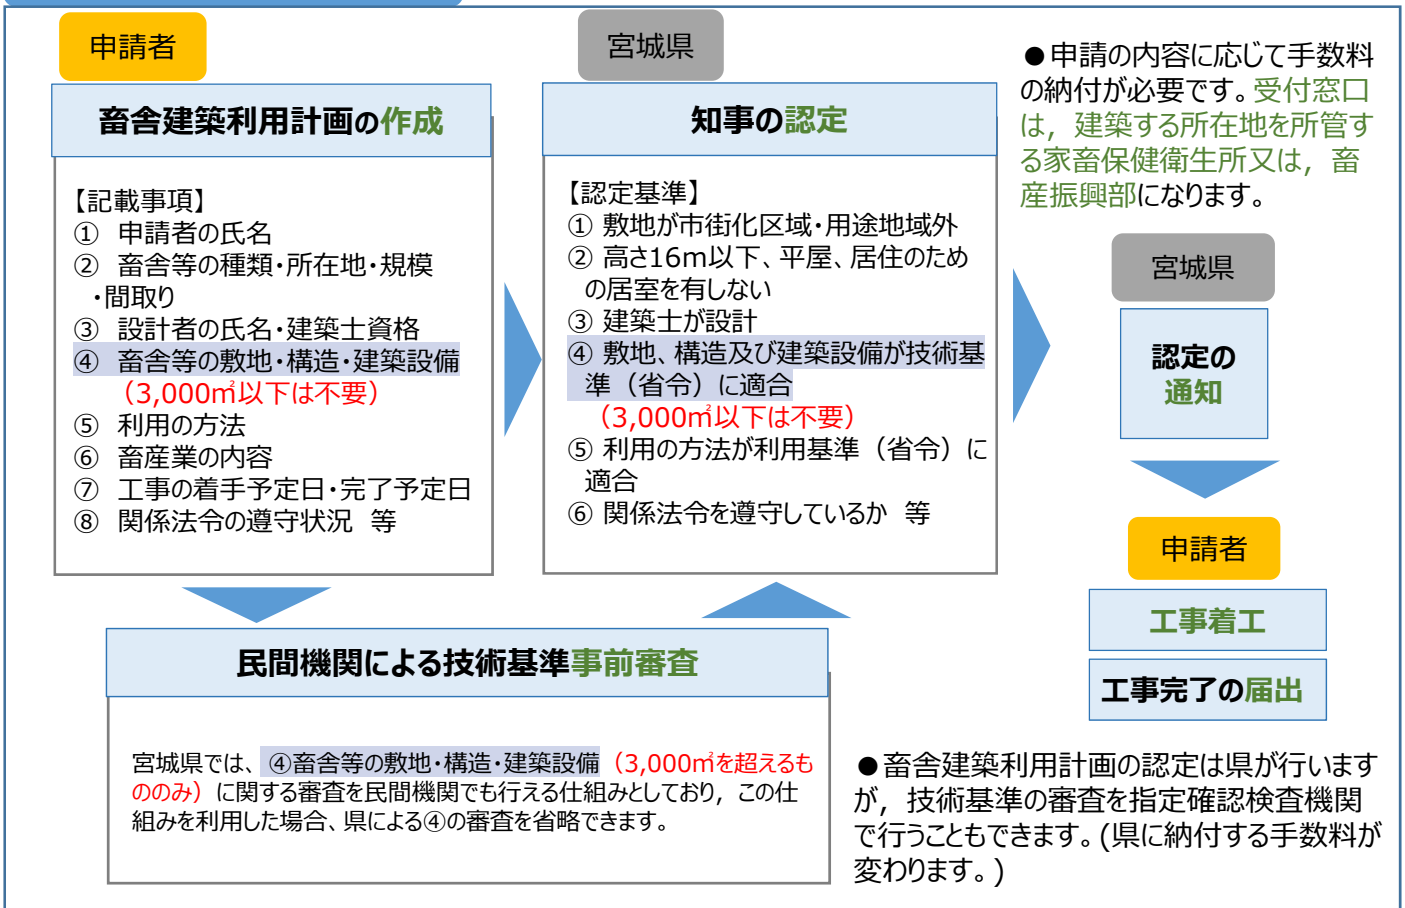 申請者
畜舎建築利用計画の作成
【記載事項】
① 申請者の氏名
② 畜舎等の種類・所在地・規模
・間取り
③ 設計者の氏名・建築士資格
④ 畜舎等の敷地・構造・建築設備
（3,000㎡以下は不要）
⑤ 利用の方法
⑥ 畜産業の内容
⑦ 工事の着手予定日・完了予定日
⑧ 関係法令の遵守状況 等
宮城県
知事の認定
【認定基準】
① 敷地が市街化区域・用途地域外
② 高さ16m以下、平屋、居住のため
の居室を有しない
③ 建築士が設計
④ 敷地、構造及び建築設備が技術基
準（省令）に適合
（3,000㎡以下は不要）
⑤ 利用の方法が利用基準（省令）に
適合
⑥ 関係法令を遵守しているか 等
●申請の内容に応じて手数料
の納付が必要です。受付窓口
は，建築する所在地を所管す
る家畜保健衛生所又は，畜
産振興部になります。
宮城県
認定の
通知
申請者
工事着工
工事完了の届出
民間機関による技術基準事前審査
宮城県では、④畜舎等の敷地・構造・建築設備（3,000㎡を超えるも
ののみ）に関する審査を民間機関でも行える仕組みとしており，この仕
組みを利用した場合、県による④の審査を省略できます。
●畜舎建築利用計画の認定は県が行います
が，技術基準の審査を指定確認検査機関
で行うこともできます。(県に納付する手数料が
変わります。)